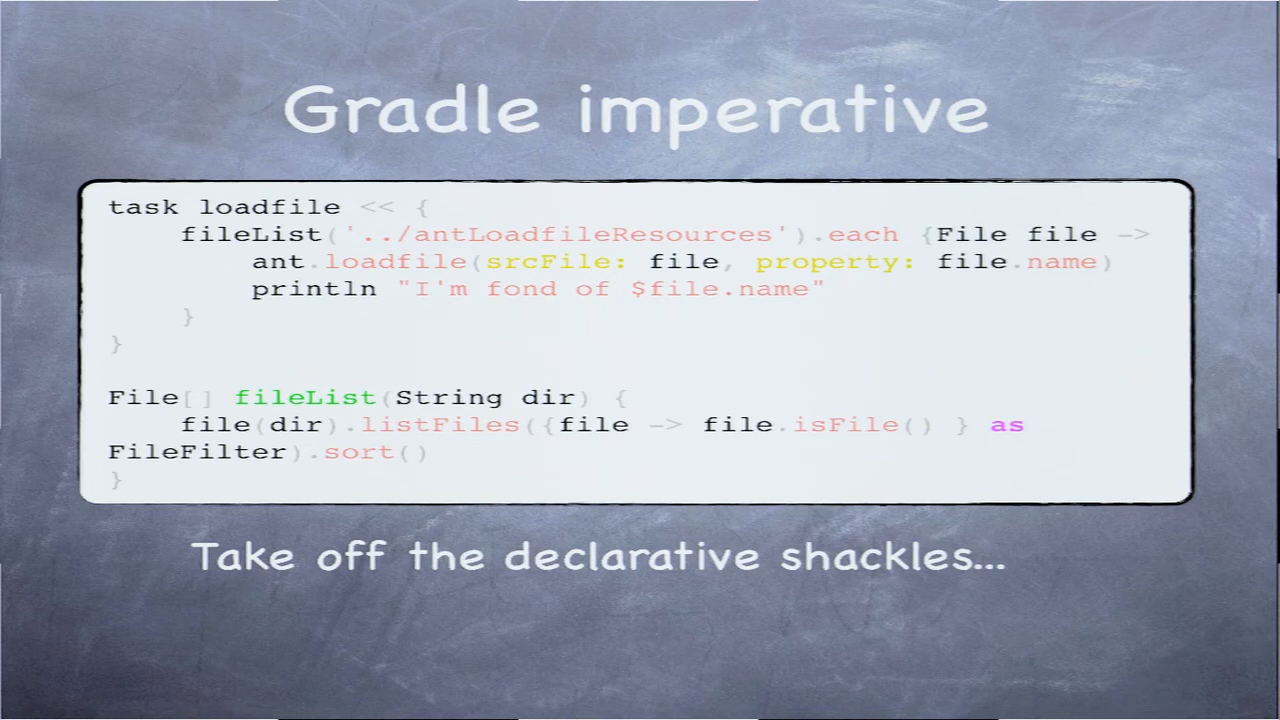 Gradle imperative
task loadfile << {
    fileList('../antLoadfileResources').each {File file ->
        ant.loadfile(srcFile: file, property: file.name)
        println "I'm fond of $file.name"
    }
}
File[] fileList(String dir) {
    file(dir).listFiles({file -> file.isFile() } as
FileFilter).sort()
}
Take off the declarative shackles...